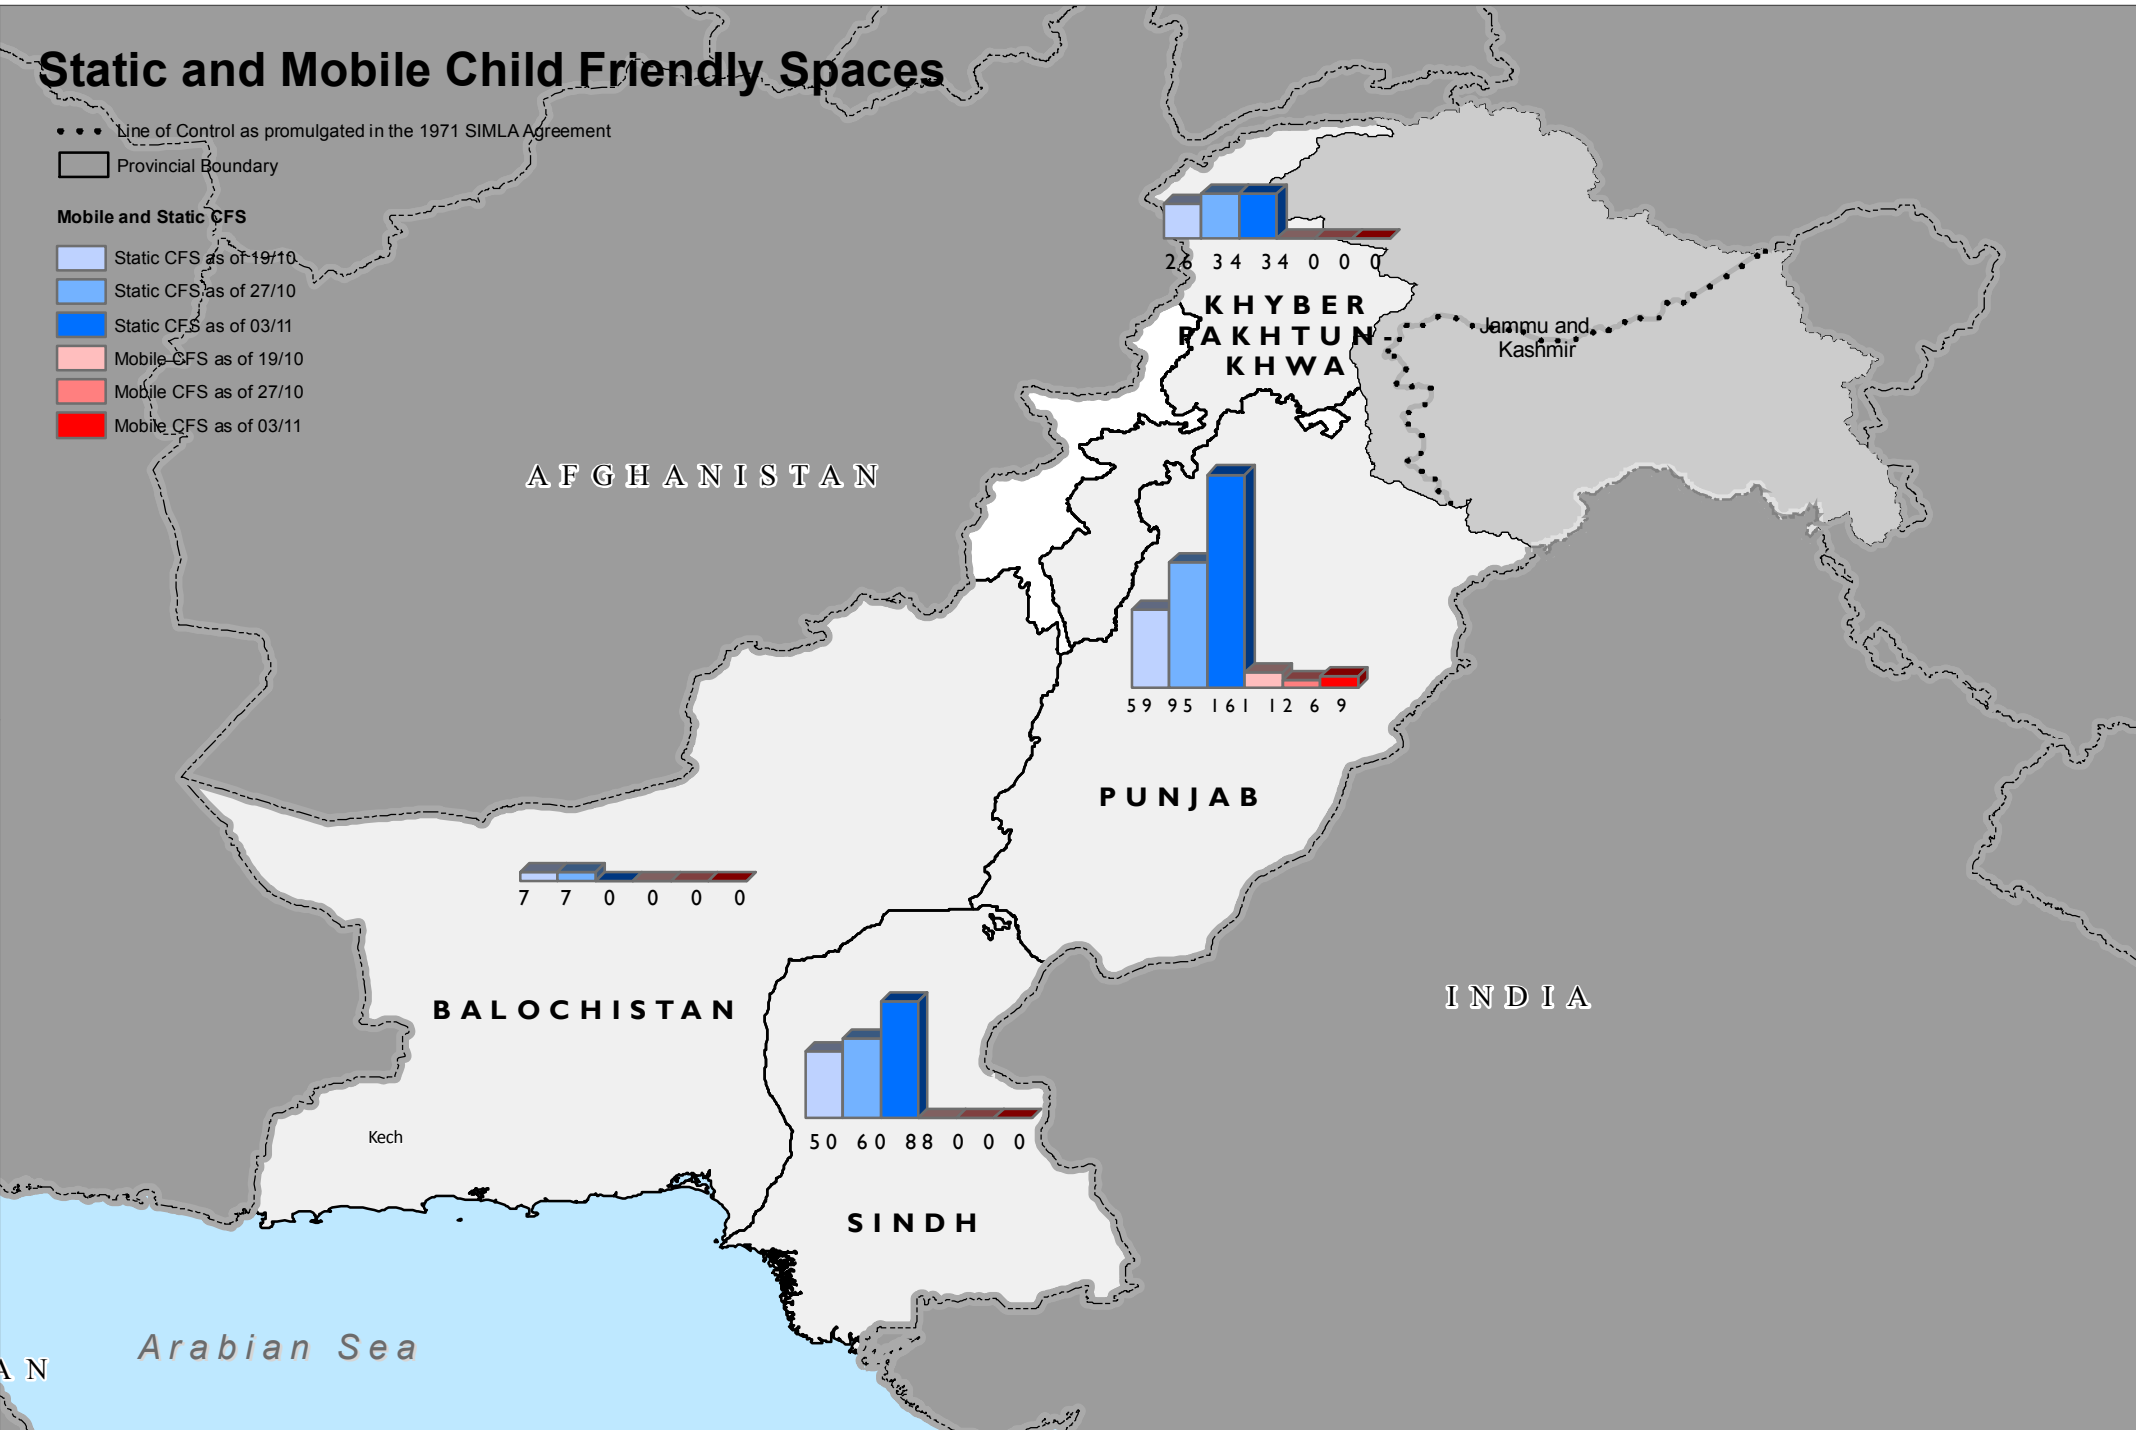 Static and Mobile Child Friendly Spaces
Line of Control as promulgated in the 1971 SIMLA Agreement
Provincial Boundary
Mobile and Static CFS
Static CFS as of 19/10
Static CFS as of 27/10
Static CFS as of 03/11
Mobile CFS as of 19/10
Mobile CFS as of 27/10
Mobile CFS as of 03/11
26 34 34 0 0 0
KHYBER
PAKHTUN-
KHWA
Jammu and
Kashmir
AFGHANISTAN
59 95 161 12 6 9
PUNJAB
7 7 0 0 0 0
BALOCHISTAN
INDIA
Kech
50 60 88 0 0 0
SINDH
Arabian Sea
AN